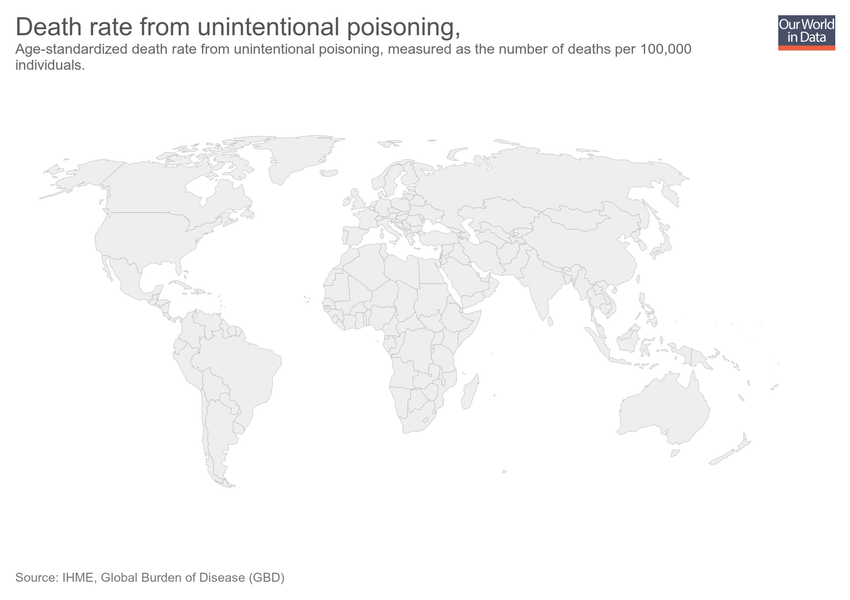 Death rate from unintentional poisoning,
Our World
in Data
Age-standardized death rate from unintentional poisoning, measured as the number of deaths per 100,000
individuals.
Source: IHME, Global Burden of Disease (GBD)